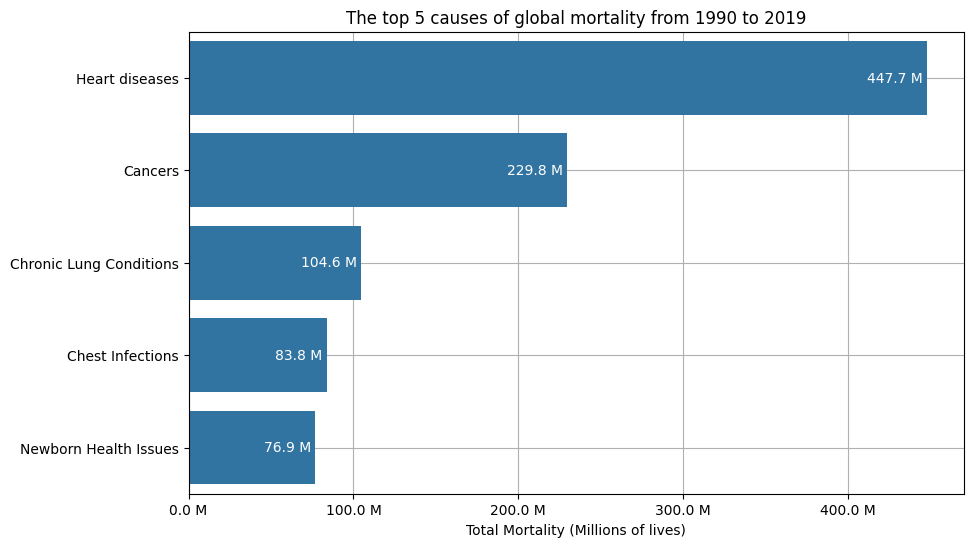 The top 5 causes of global mortality from 1990 to 2019
Heart diseases
447.7 M
Cancers
229.8 M
Chronic Lung Conditions
104.6 M
Chest Infections
83.8 M
Newborn Health Issues
76.9 M
0.0 M 100.0 M 200.0 M 300.0 M 400.0 M
Total Mortality (Millions of lives)